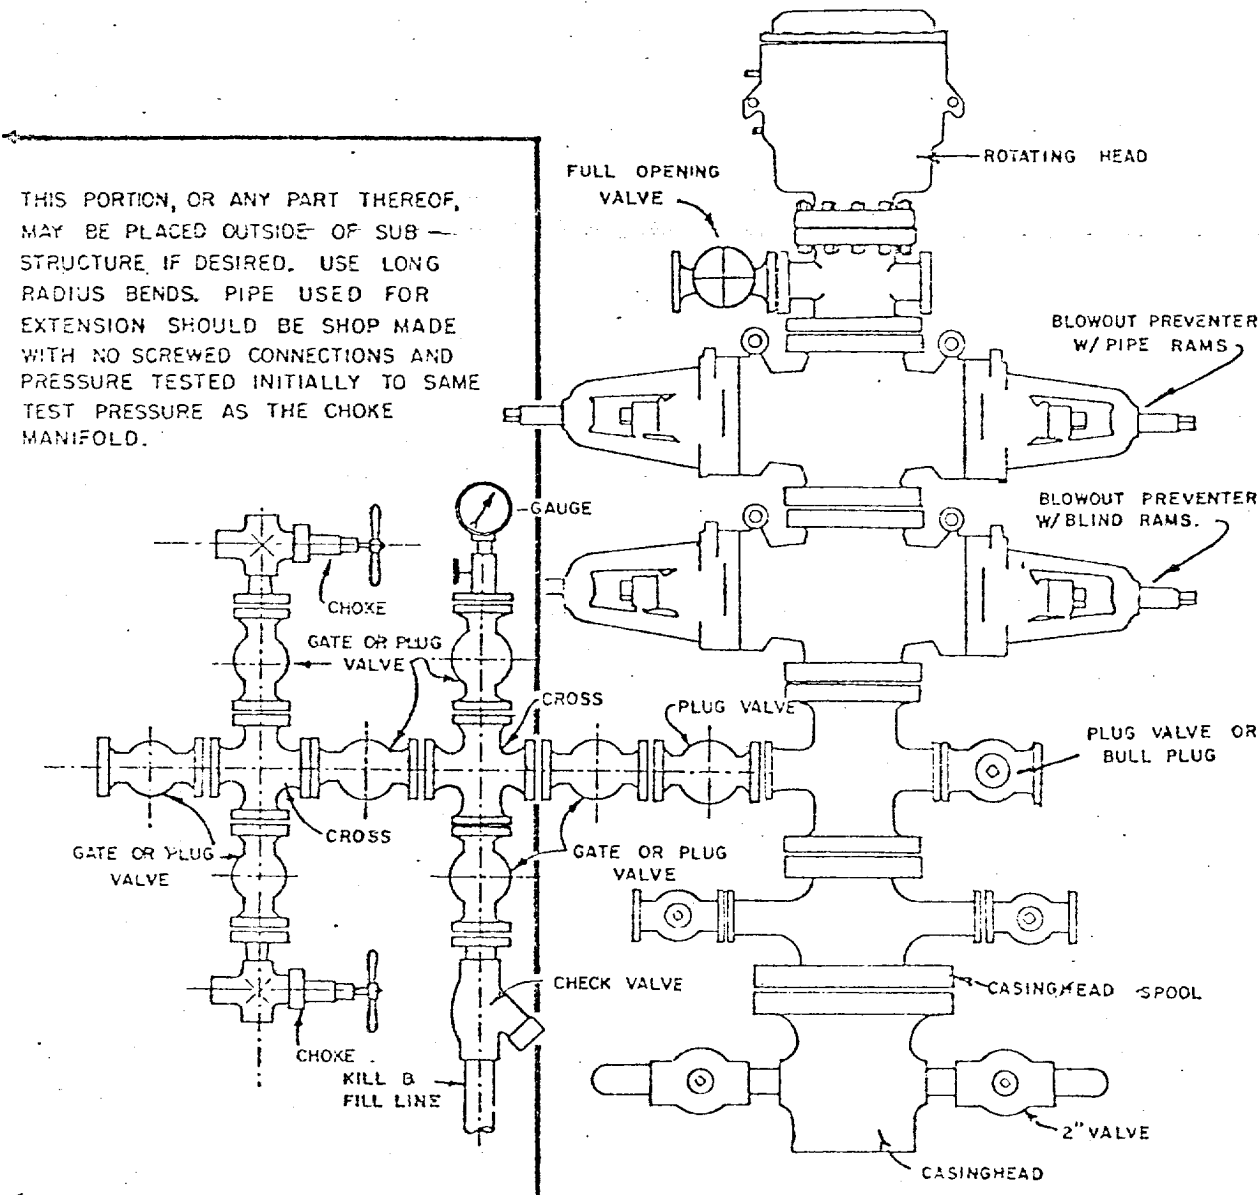 ROTATING HEAD
FULL OPENING
VALVE
THIS PORTION, OR ANY PART THEREOF,
MAY BE PLACED OUTSIDE OF SUB—
STRUCTURE IF DESIRED. USE LONG
RADIUS BENDS. PIPE USED FOR
EXTENSION SHOULD BE SHOP MADE
WITH NO SCREWED CONNECTIONS AND
PRESSURE TESTED INITIALLY TO SAME
TEST PRESSURE AS THE CHOKE
MANIFOLD.
BLOWOUT PREVENTER
W/ PIPE RAMS
GAUGE
BLOWOUT PREVENTER
W/BLIND RAMS.
CHOKE
GATE OR PLUG
VALVE
CROSS
PLUG VALVE
PLUG VALVE OR
BULL PLUG
CROSS
GATE OR PLUG
VALVE
GATE OR PLUG
VALVE
CHECK VALVE
CASINGHEAD SPOOL
CHOKE
KILL &
FILL LINE
2" VALVE
CASINGHEAD